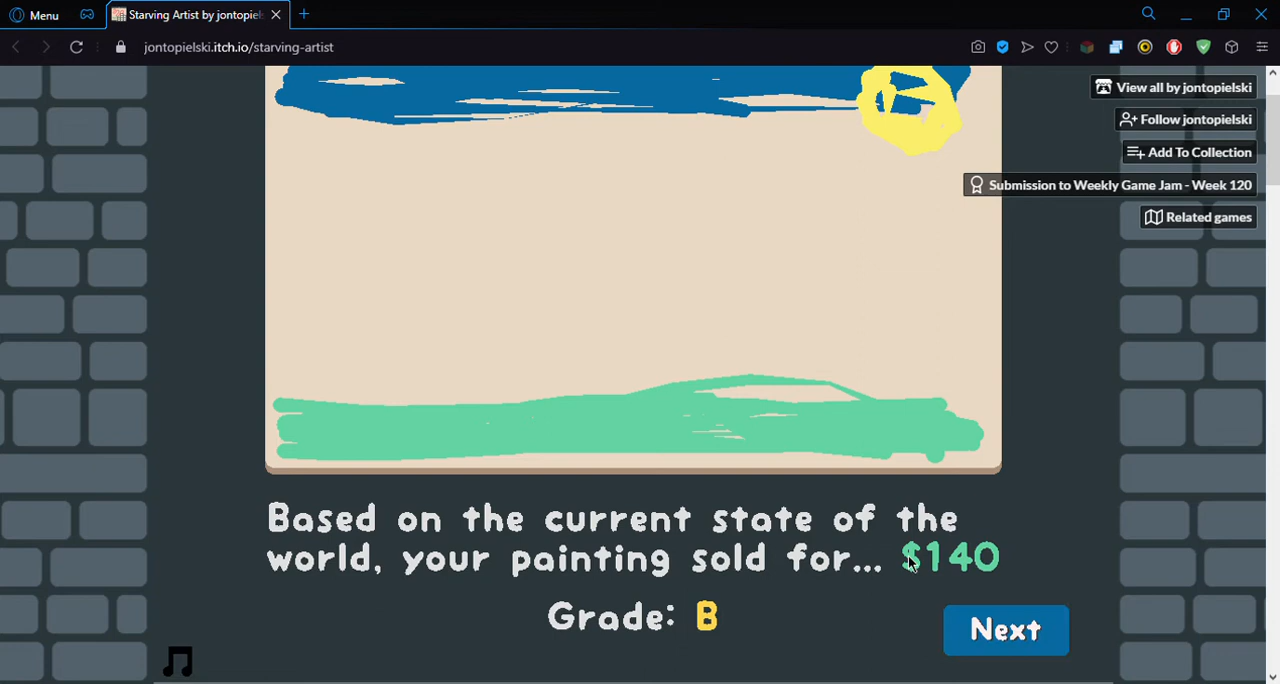 Menu
Starving Artist by jontopiels
jontopielski.itch.io/starving-artist
View all by jontopielski
Follow jontopielski
Add To Collection
Submission to Weekly Game Jam - Week 120
Related games
Based on the current state of the
world, your painting sold for... $140
Grade: B
Next